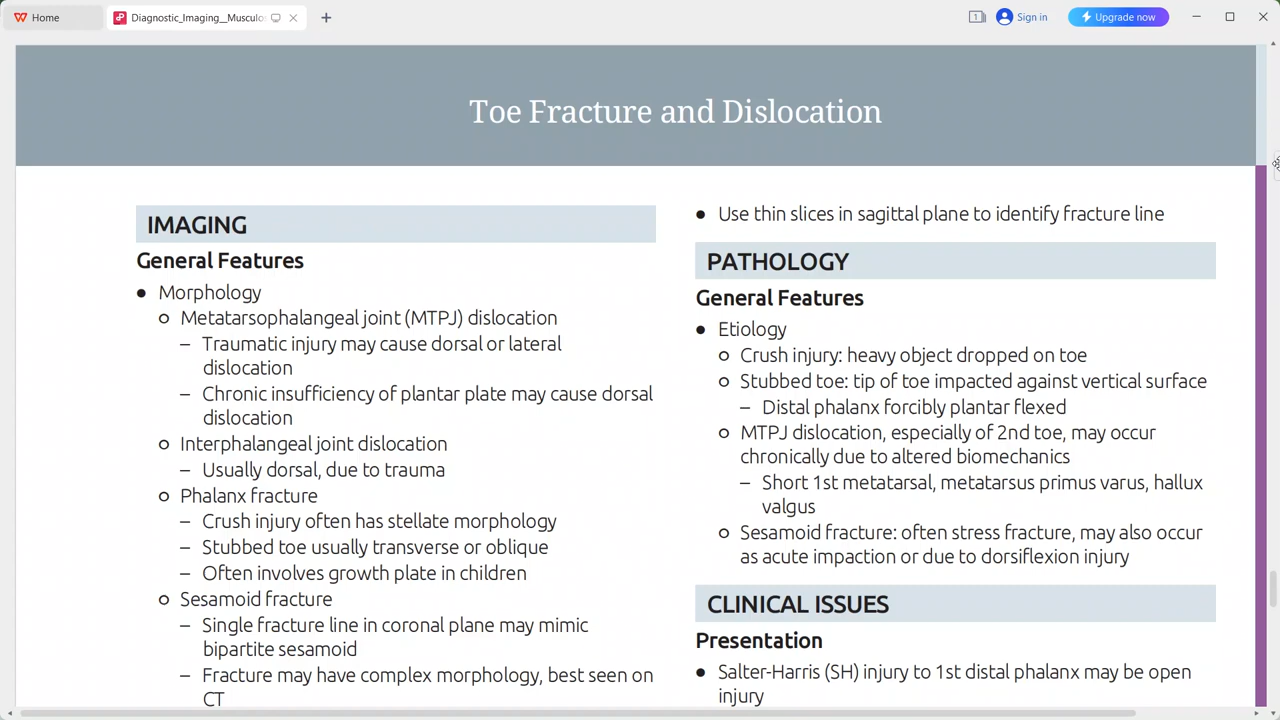 Home
Diagnostic_Imaging__Musculos
1
Sign in
Upgrade now
Toe Fracture and Dislocation
IMAGING
General Features
● Morphology
○ Metatarsophalangeal joint (MTPJ) dislocation
– Traumatic injury may cause dorsal or lateral
dislocation
– Chronic insufficiency of plantar plate may cause dorsal
dislocation
○ Interphalangeal joint dislocation
– Usually dorsal, due to trauma
○ Phalanx fracture
– Crush injury often has stellate morphology
– Stubbed toe usually transverse or oblique
– Often involves growth plate in children
○ Sesamoid fracture
– Single fracture line in coronal plane may mimic
bipartite sesamoid
– Fracture may have complex morphology, best seen on
CT
● Use thin slices in sagittal plane to identify fracture line
PATHOLOGY
General Features
● Etiology
○ Crush injury: heavy object dropped on toe
○ Stubbed toe: tip of toe impacted against vertical surface
– Distal phalanx forcibly plantar flexed
○ MTPJ dislocation, especially of 2nd toe, may occur
chronically due to altered biomechanics
– Short 1st metatarsal, metatarsus primus varus, hallux
valgus
○ Sesamoid fracture: often stress fracture, may also occur
as acute impaction or due to dorsiflexion injury
CLINICAL ISSUES
Presentation
● Salter-Harris (SH) injury to 1st distal phalanx may be open
injury